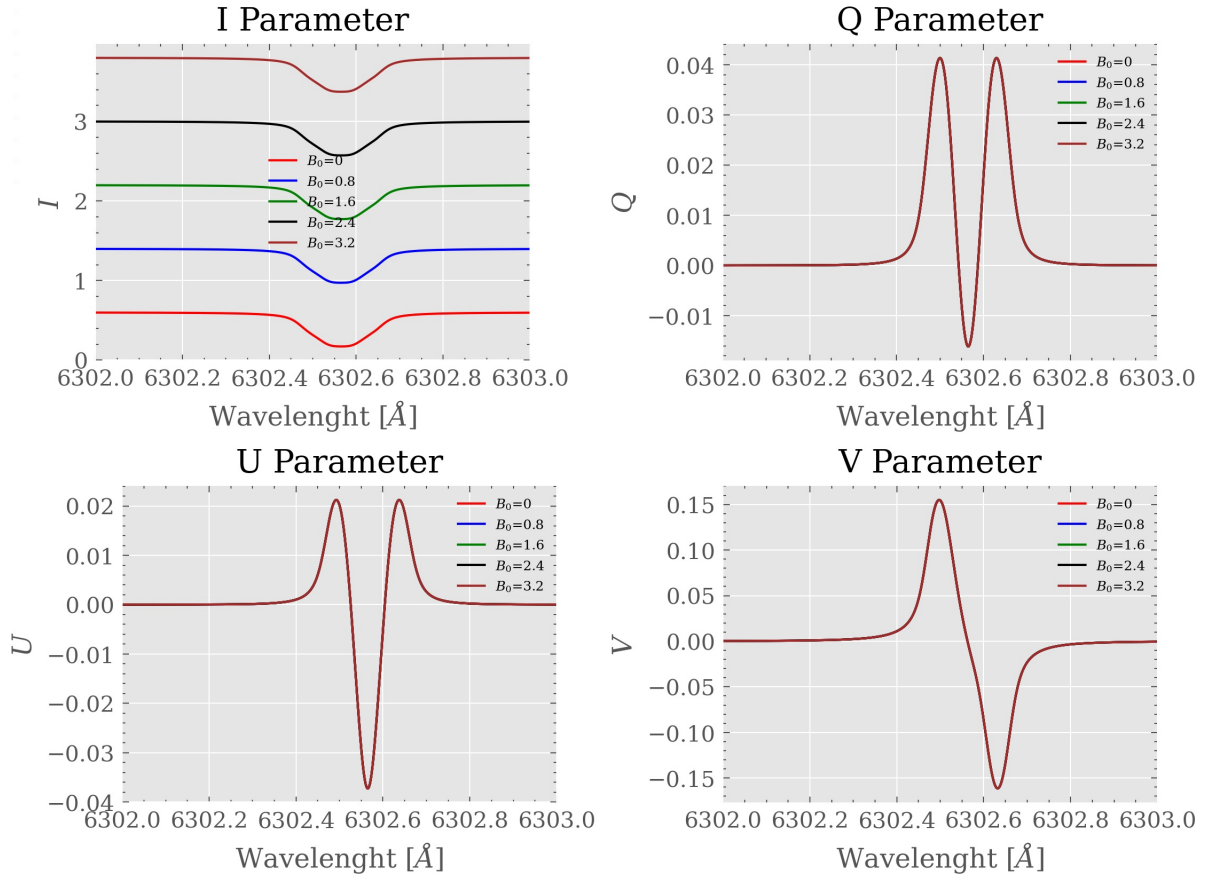 I Parameter
I
3
2
1
0
B₀=0
B₀=0.8
B₀=1.6
B₀=2.4
B₀=3.2
6302.0 6302.2 6302.4 6302.6 6302.8 6303.0
Wavelenght [Å]
Q Parameter
Q
0.04
0.03
0.02
0.01
0.00
−0.01
B₀=0
B₀=0.8
B₀=1.6
B₀=2.4
B₀=3.2
6302.0 6302.2 6302.4 6302.6 6302.8 6303.0
Wavelenght [Å]
U Parameter
U
0.02
0.01
0.00
−0.01
−0.02
−0.03
−0.04
B₀=0
B₀=0.8
B₀=1.6
B₀=2.4
B₀=3.2
6302.0 6302.2 6302.4 6302.6 6302.8 6303.0
Wavelenght [Å]
V Parameter
V
0.15
0.10
0.05
0.00
−0.05
−0.10
−0.15
B₀=0
B₀=0.8
B₀=1.6
B₀=2.4
B₀=3.2
6302.0 6302.2 6302.4 6302.6 6302.8 6303.0
Wavelenght [Å]